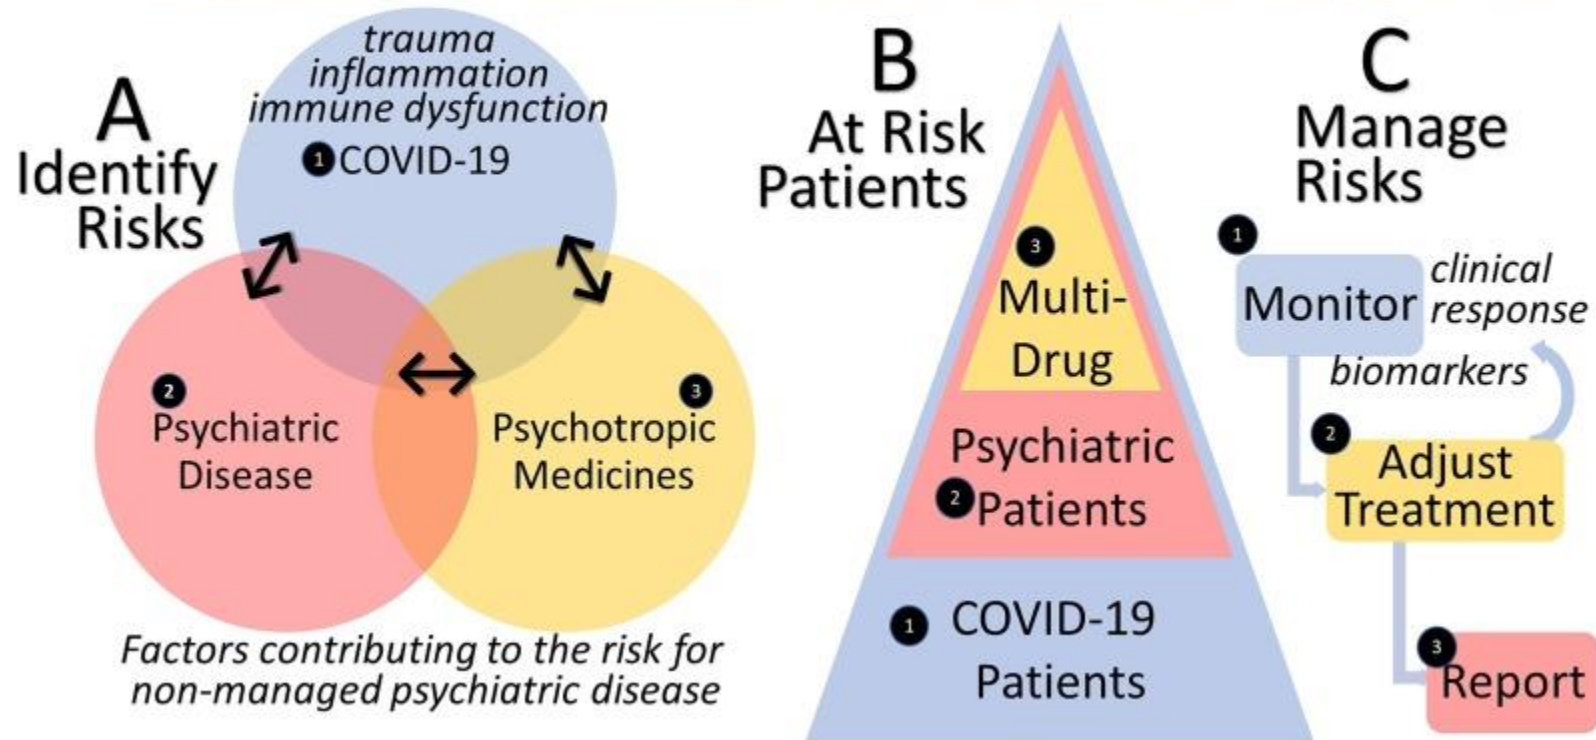 A
Identify
Risks
trauma
inflammation
immune dysfunction
1 COVID-19
2
Psychiatric
Disease
3
Psychotropic
Medicines
Factors contributing to the risk for
non-managed psychiatric disease
B
At Risk
Patients
3
Multi-
Drug
Psychiatric
2 Patients
1 COVID-19
Patients
C
Manage
Risks
1
Monitor
clinical
response
biomarkers
2
Adjust
Treatment
3
Report